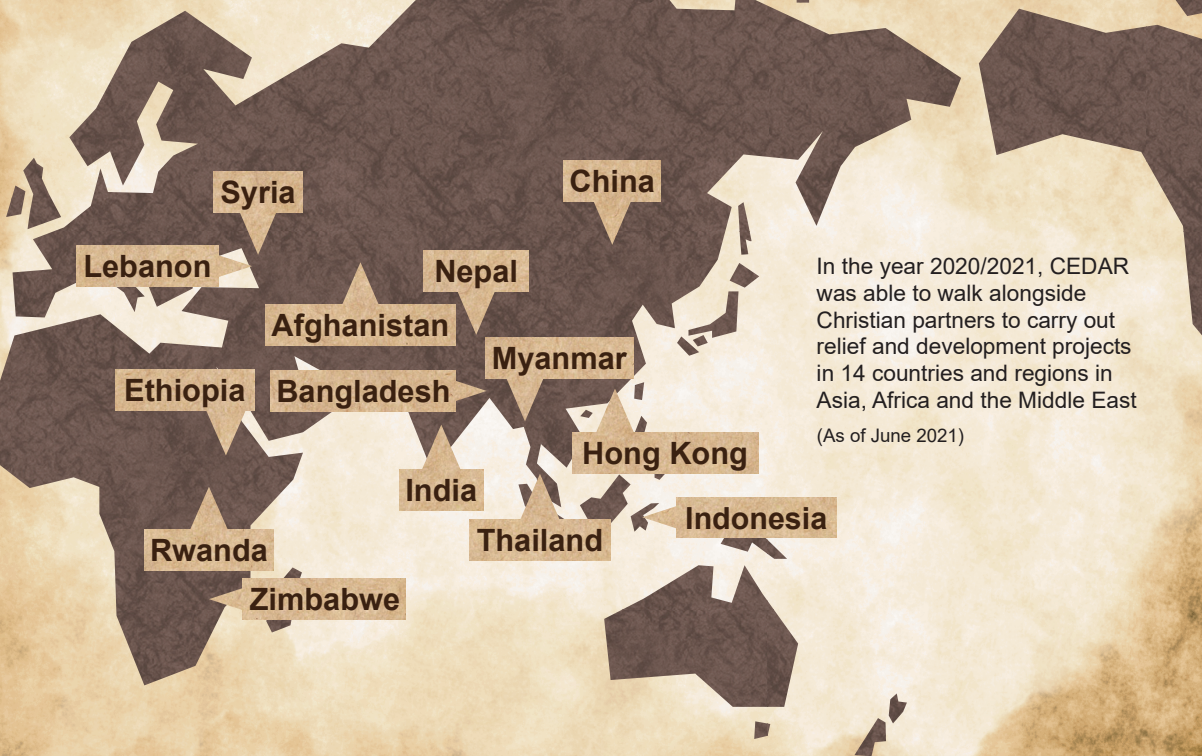 Syria
China
Lebanon
Nepal
Afghanistan
Myanmar
Ethiopia
Bangladesh
Hong Kong
India
Indonesia
Thailand
Rwanda
Zimbabwe
In the year 2020/2021, CEDAR
was able to walk alongside
Christian partners to carry out
relief and development projects
in 14 countries and regions in
Asia, Africa and the Middle East
(As of June 2021)